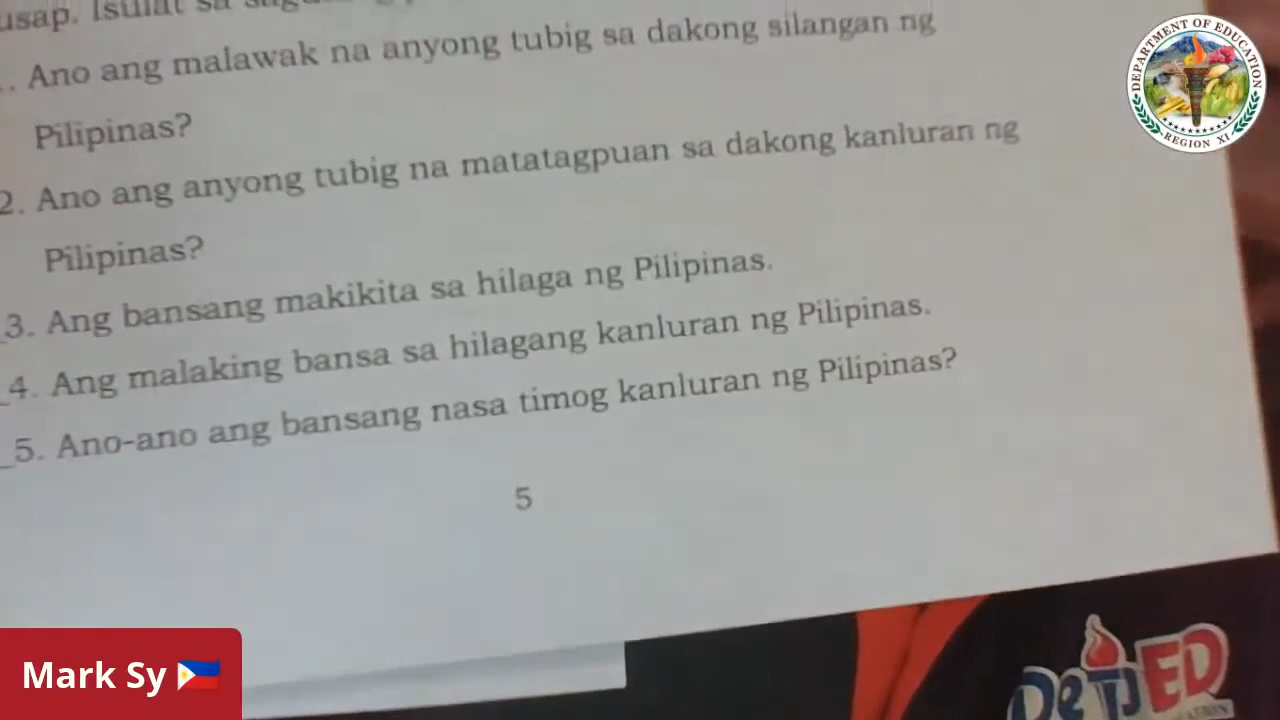 usap. Isulat sa
. Ano ang malawak na anyong tubig sa dakong silangan ng
Pilipinas?
2. Ano ang anyong tubig na matatagpuan sa dakong kanluran ng
Pilipinas?
3. Ang bansang makikita sa hilaga ng Pilipinas.
4. Ang malaking bansa sa hilagang kanluran ng Pilipinas.
5. Ano-ano ang bansang nasa timog kanluran ng Pilipinas?
5
DEPARTMENT OF EDUCATION
REGION XI
Mark Sy
DepED